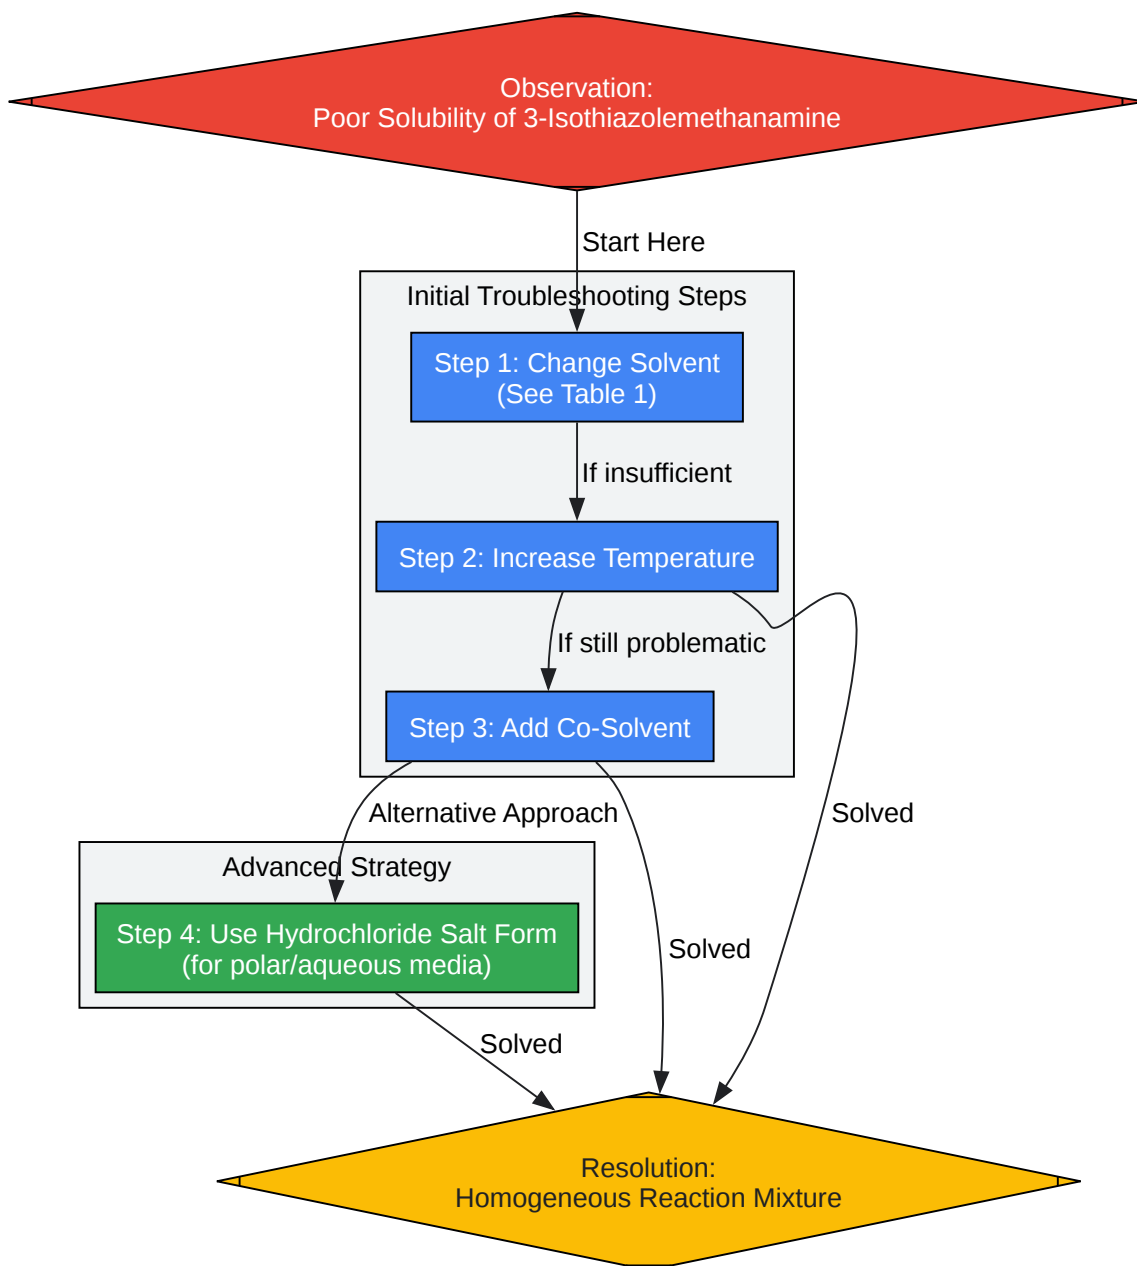 Observation:
Poor Solubility of 3-Isothiazolemethanamine
Start Here
Initial Troubleshooting Steps
Step 1: Change Solvent
(See Table 1)
If insufficient
Step 2: Increase Temperature
If still problematic
Step 3: Add Co-Solvent
Alternative Approach
Solved
Advanced Strategy
Step 4: Use Hydrochloride Salt Form
(for polar/aqueous media)
Solved
Solved
Resolution:
Homogeneous Reaction Mixture